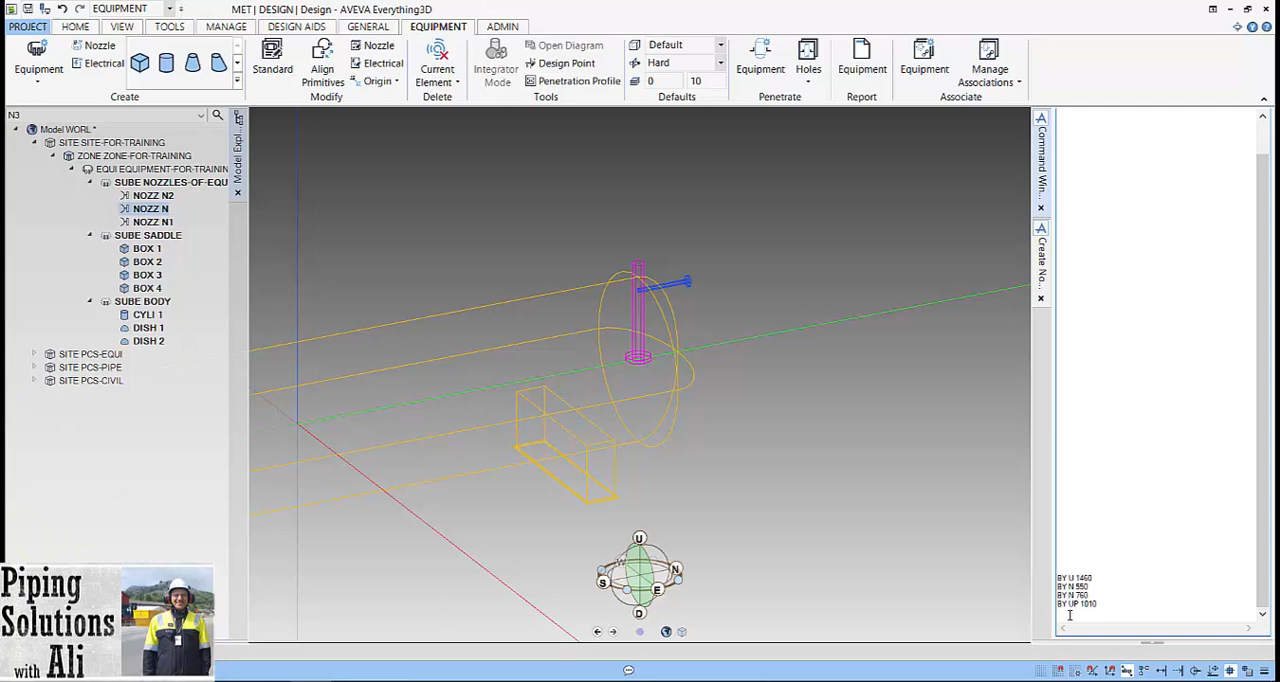 EQUIPMENT
MET | DESIGN | Design - AVEVA Everything3D
PROJECT HOME VIEW TOOLS MANAGE DESIGN AIDS GENERAL EQUIPMENT ADMIN
Equipment
Nozzle
Electrical
Create
Standard
Align Primitives
Nozzle
Electrical
Origin
Modify
Current Element
Delete
Integrator Mode
Open Diagram
Design Point
Penetration Profile
Tools
Default
Hard
0 10
Defaults
Equipment
Holes
Penetrate
Equipment
Report
Equipment
Manage Associations
Associate
N3
Model WORL *
SITE SITE-FOR-TRAINING
ZONE ZONE-FOR-TRAINING
EQUI EQUIPMENT-FOR-TRAININ
SUBE NOZZLES-OF-EQU
NOZZ N2
NOZZ N
NOZZ N1
SUBE SADDLE
BOX 1
BOX 2
BOX 3
BOX 4
SUBE BODY
CYLI 1
DISH 1
DISH 2
SITE PCS-EQUI
SITE PCS-PIPE
SITE PCS-CIVIL
Model Expl...
Command Win...
Create No...
U
N
S
E
D
BY U 1460
BY N 550
BY N 760
BY UP 1010
Piping
Solutions
with Ali